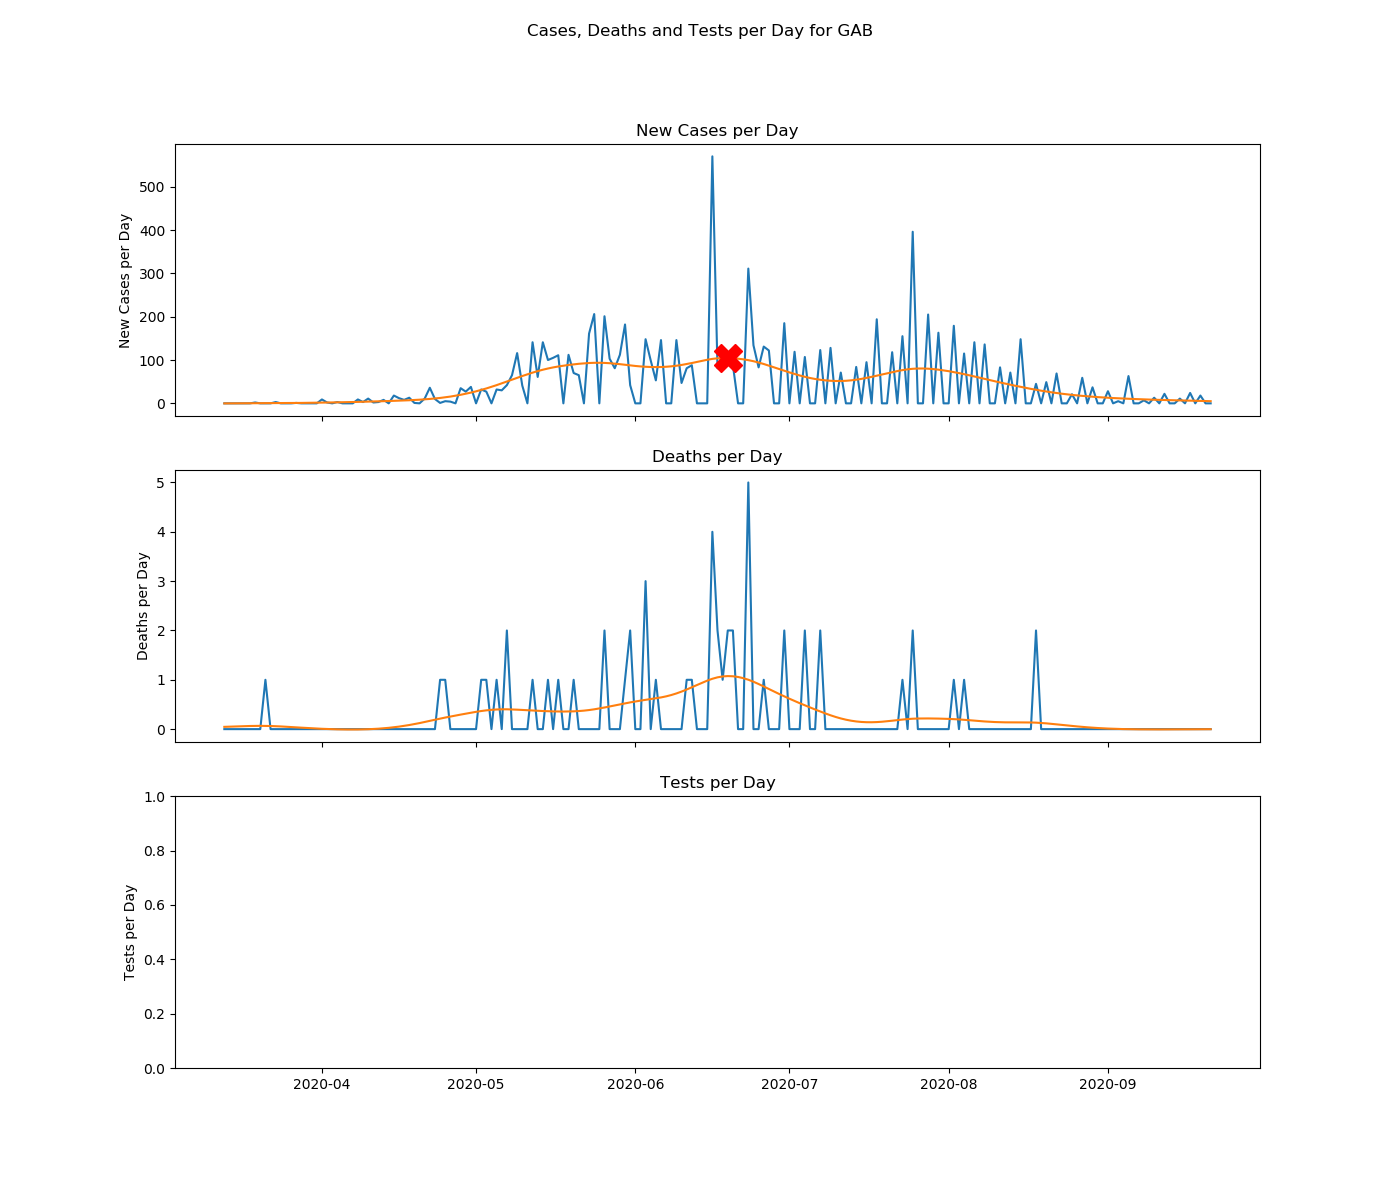 Cases, Deaths and Tests per Day for GAB
New Cases per Day
New Cases per Day
500
400
300
200
100
0
Deaths per Day
Deaths per Day
5
4
3
2
1
0
Tests per Day
Tests per Day
1.0
0.8
0.6
0.4
0.2
0.0
2020-04 2020-05 2020-06 2020-07 2020-08 2020-09